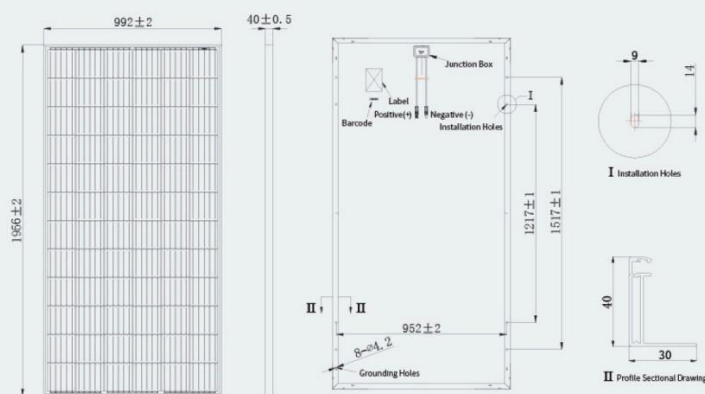 992±2
40±0.5
1956±2
Junction Box
Label
Positive(+)
Negative (-)
Barcode
Installation Holes
I
1217±1
1517±1
II
II
952±2
8-ø4.2
Grounding Holes
9
14
I Installation Holes
40
30
II Profile Sectional Drawing